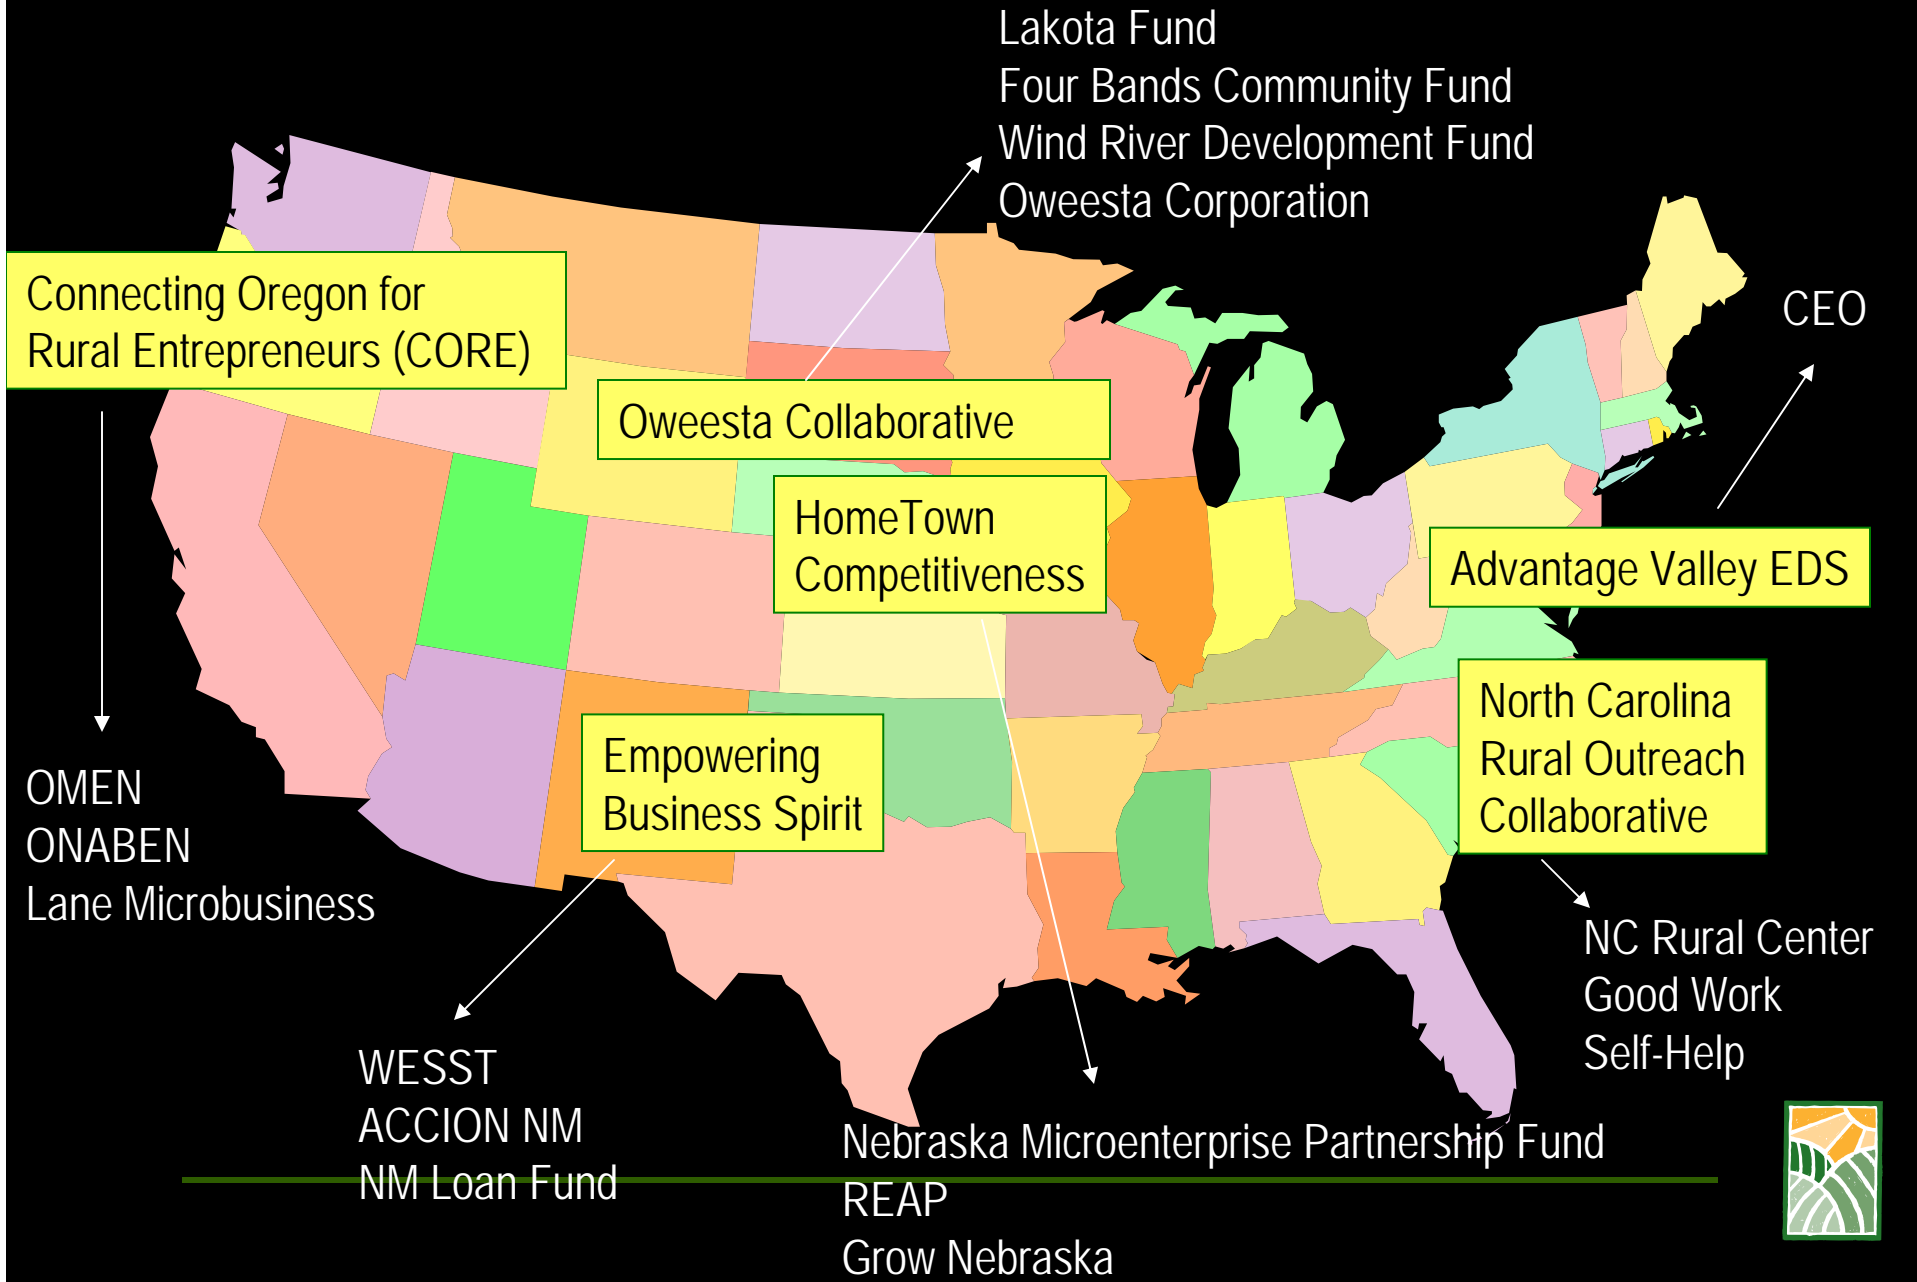 Lakota Fund
Four Bands Community Fund
Wind River Development Fund
Oweesta Corporation
Connecting Oregon for
Rural Entrepreneurs (CORE)
CEO
Oweesta Collaborative
HomeTown
Competitiveness
Advantage Valley EDS
North Carolina
Rural Outreach
Collaborative
Empowering
Business Spirit
OMEN
ONABEN
Lane Microbusiness
NC Rural Center
Good Work
Self-Help
WESST
ACCION NM
NM Loan Fund
Nebraska Microenterprise Partnership Fund
REAP
Grow Nebraska